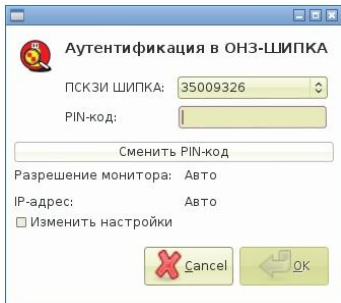 Аутентификация в ОНЗ-ШИПКА
ПСКЗИ ШИПКА: 35009326
PIN-код:
Сменить PIN-код
Разрешение монитора: Авто
IP-адрес: Авто
Изменить настройки
Cancel OK